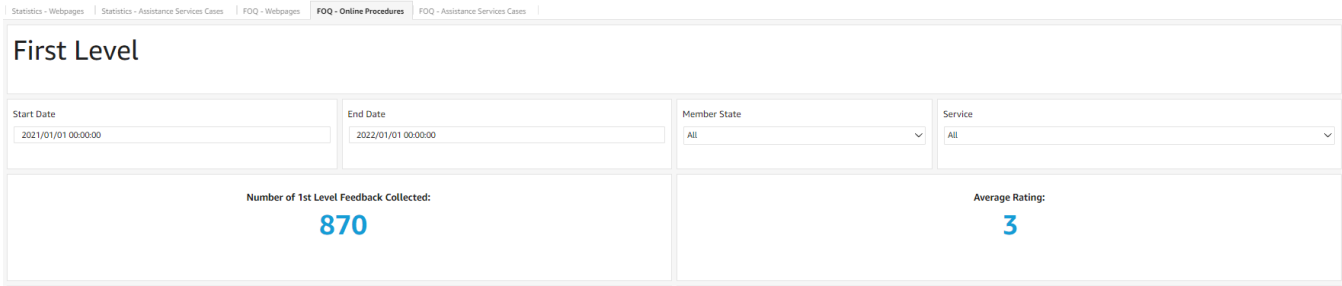 Statistics - Webpages Statistics - Assistance Services Cases FOQ - Webpages FOQ - Online Procedures FOQ - Assistance Services Cases
First Level
Start Date End Date Member State Service
2021/01/01 00:00:00 2022/01/01 00:00:00 All All
Number of 1st Level Feedback Collected: Average Rating:
870 3